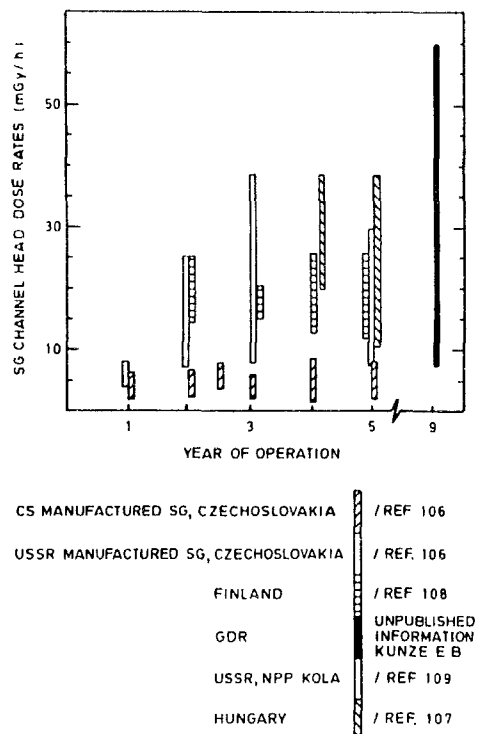 SG CHANNEL HEAD DOSE RATES (mGy/h)
50
30
10
1
3
5
9
YEAR OF OPERATION
CS MANUFACTURED SG, CZECHOSLOVAKIA / REF 106
USSR MANUFACTURED SG, CZECHOSLOVAKIA / REF. 106
FINLAND / REF 108
GDR UNPUBLISHED INFORMATION KUNZE E B
USSR, NPP KOLA / REF 109
HUNGARY / REF. 107